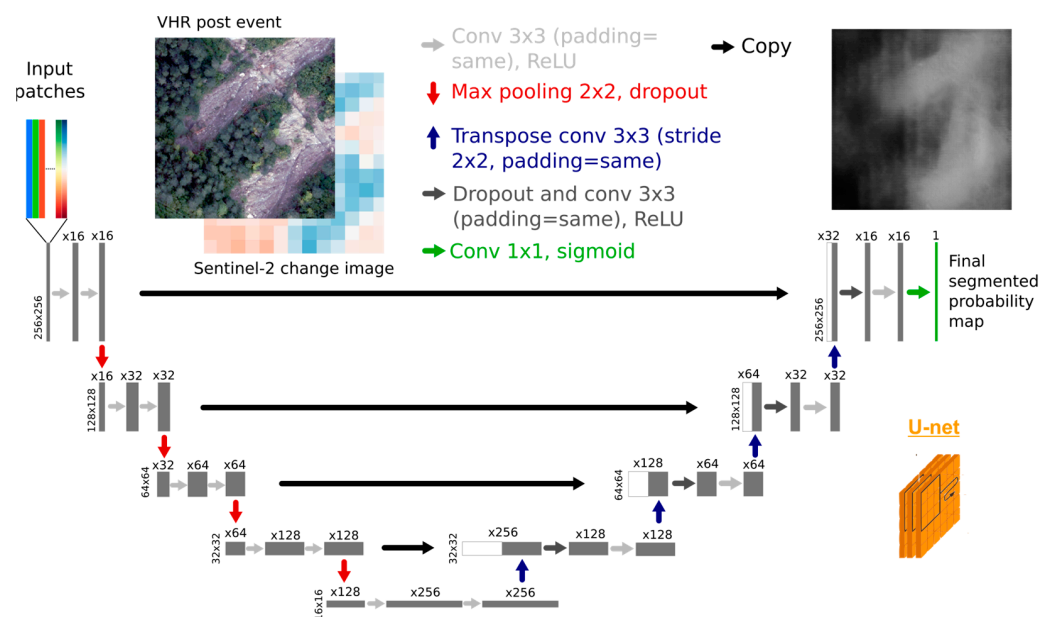 VHR post event
Input
patches
Sentinel-2 change image
Conv 3x3 (padding=
same), ReLU
Max pooling 2x2, dropout
Transpose conv 3x3 (stride
2x2, padding=same)
Dropout and conv 3x3
(padding=same), ReLU
Conv 1x1, sigmoid
Copy
x16 x16
256x256
x32 x16 x16 1
256x256
Final
segmented
probability
map
x16 x32 x32
128x128
x64 x32 x32
128x128
U-net
x32 x64 x64
64x64
x128 x64 x64
64x64
x64 x128 x128
32x32
x256 x128 x128
32x32
x128 x256 x256
16x16